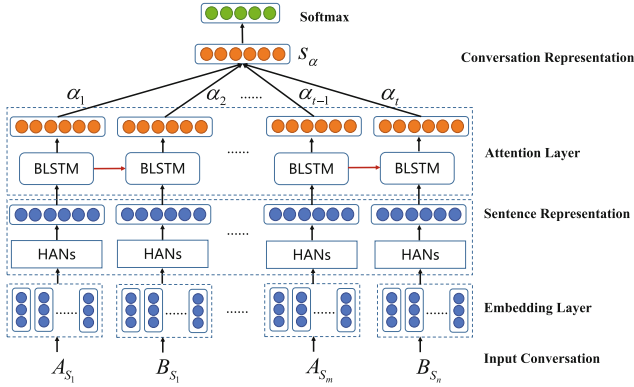 Softmax
S_α Conversation Representation
α_1 α_2 ...... α_{t-1} α_t
BLSTM BLSTM ...... BLSTM BLSTM Attention Layer
Sentence Representation
HANs HANs ...... HANs HANs
...... ...... ...... ...... ...... Embedding Layer
A_{S_1} B_{S_1} A_{S_m} B_{S_n} Input Conversation